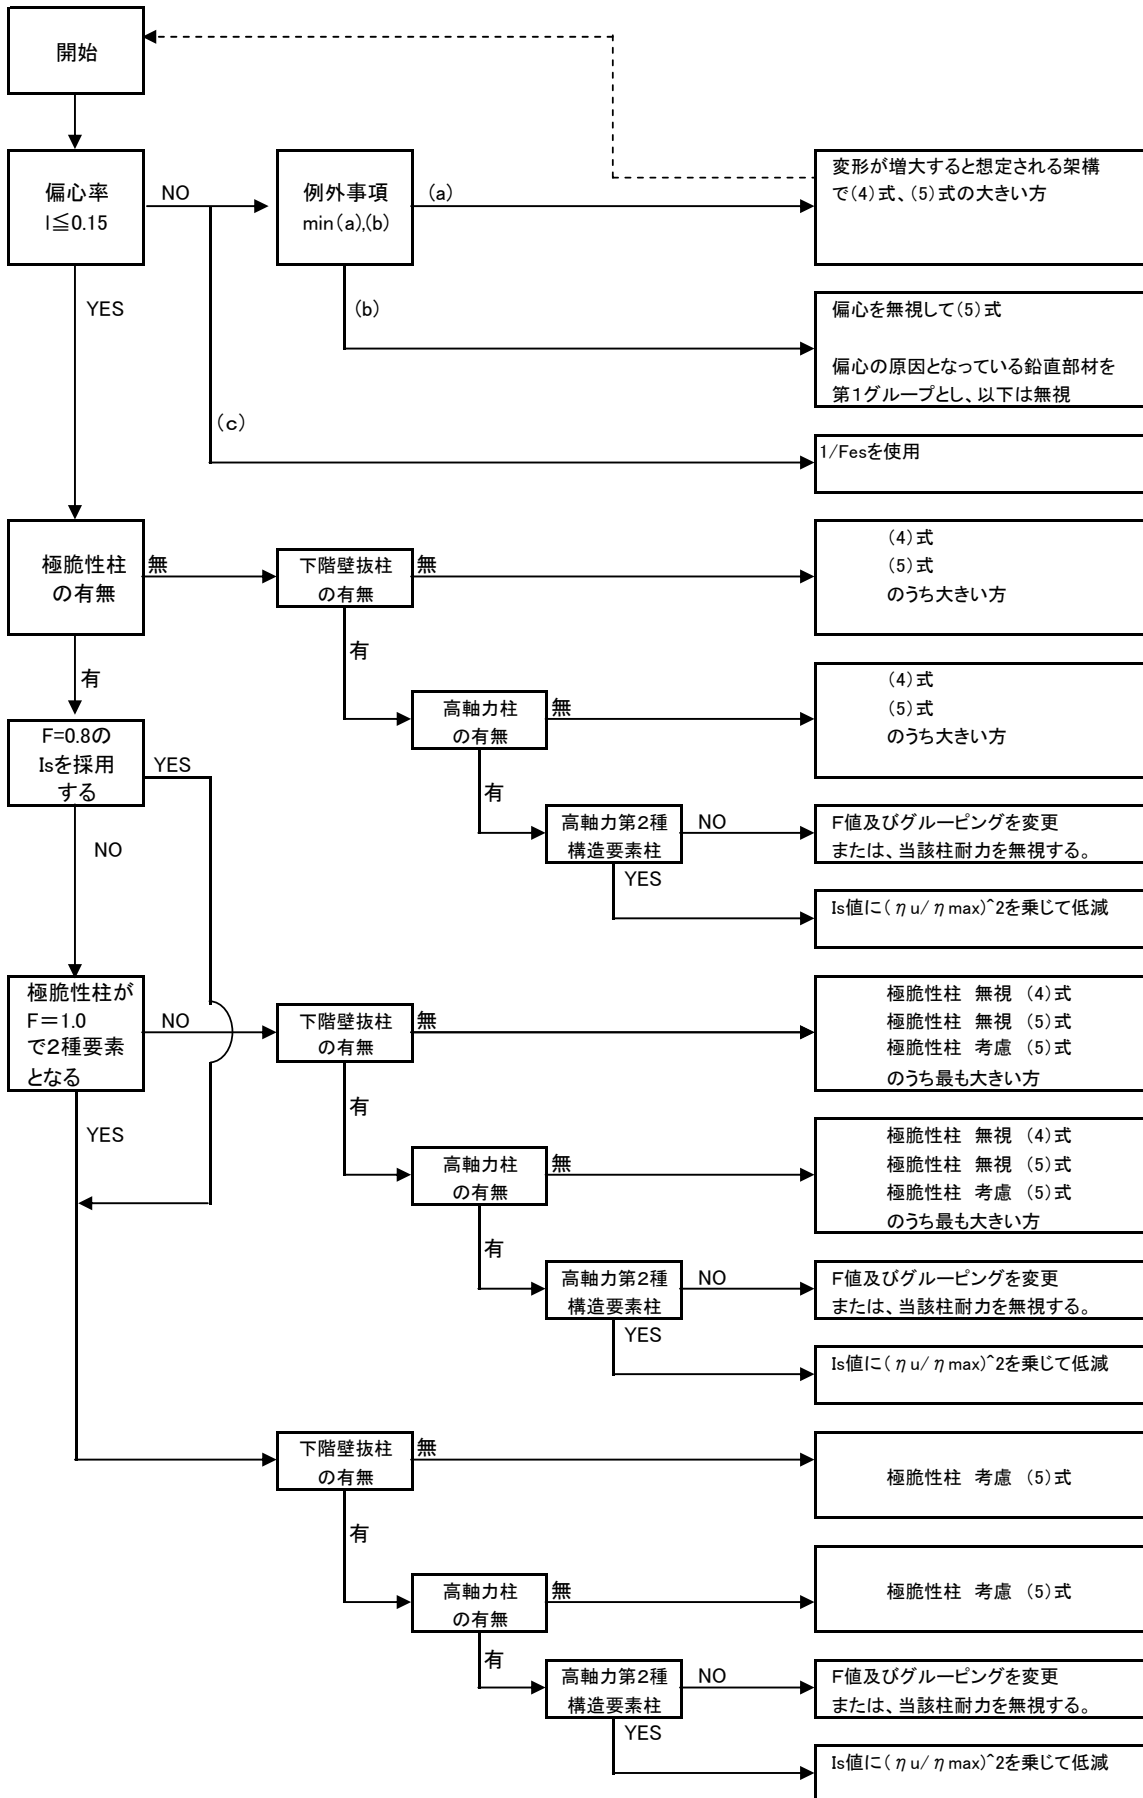 開始
偏心率
l≦0.15
NO
例外事項
min(a),(b)
(a)
変形が増大すると想定される架構
で(4)式、(5)式の大きい方
YES
(b)
偏心を無視して(5)式
偏心の原因となっている鉛直部材を
第1グループとし、以下は無視
(c)
1/Fesを使用
極脆性柱
の有無
無
下階壁抜柱
の有無
無
(4)式
(5)式
のうち大きい方
有
有
高軸力柱
の有無
無
(4)式
(5)式
のうち大きい方
F=0.8の
Isを採用
する
YES
有
高軸力第2種
構造要素柱
NO
F値及びグルーピングを変更
または、当該柱耐力を無視する。
NO
YES
Is値に(ηu/ηmax)^2を乗じて低減
極脆性柱が
F=1.0
で2種要素
となる
NO
下階壁抜柱
の有無
無
極脆性柱 無視 (4)式
極脆性柱 無視 (5)式
極脆性柱 考慮 (5)式
のうち最も大きい方
YES
有
高軸力柱
の有無
無
極脆性柱 無視 (4)式
極脆性柱 無視 (5)式
極脆性柱 考慮 (5)式
のうち最も大きい方
有
高軸力第2種
構造要素柱
NO
F値及びグルーピングを変更
または、当該柱耐力を無視する。
YES
Is値に(ηu/ηmax)^2を乗じて低減
下階壁抜柱
の有無
無
極脆性柱 考慮 (5)式
有
高軸力柱
の有無
無
極脆性柱 考慮 (5)式
有
高軸力第2種
構造要素柱
NO
F値及びグルーピングを変更
または、当該柱耐力を無視する。
YES
Is値に(ηu/ηmax)^2を乗じて低減